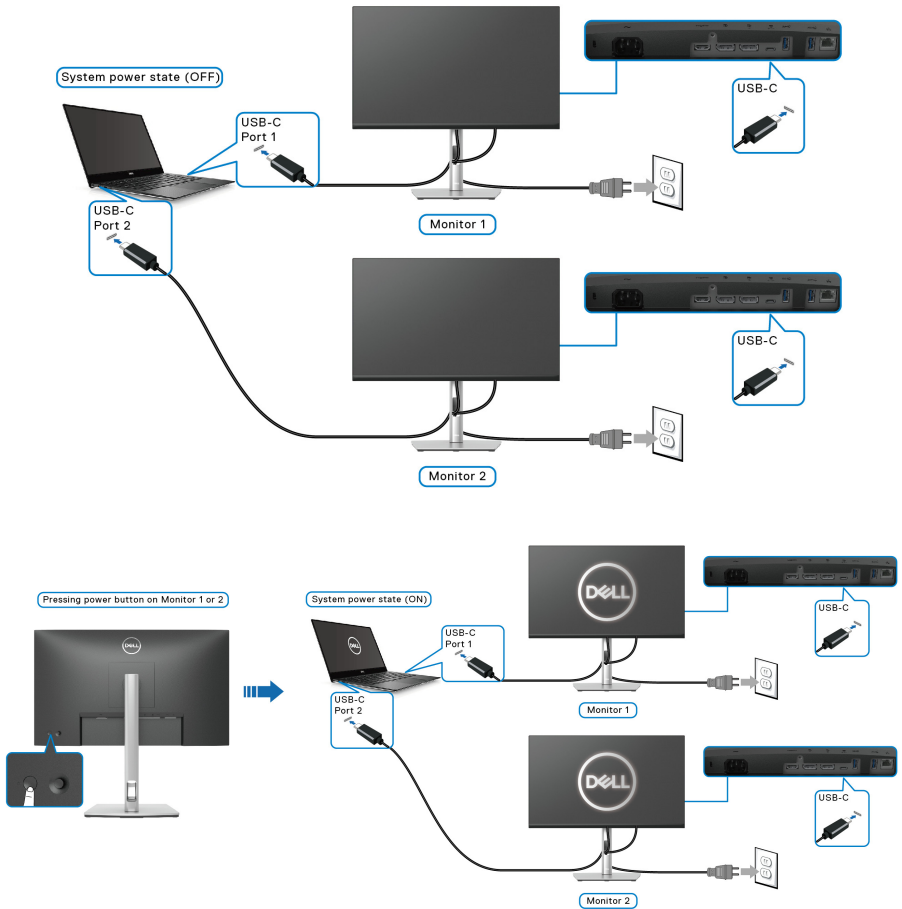 System power state (OFF)
USB-C
Port 1
USB-C
Monitor 1
USB-C
Port 2
USB-C
Monitor 2
Pressing power button on Monitor 1 or 2
DELL
System power state (ON)
DELL
USB-C
Port 1
DELL
USB-C
Monitor 1
USB-C
Port 2
DELL
USB-C
Monitor 2